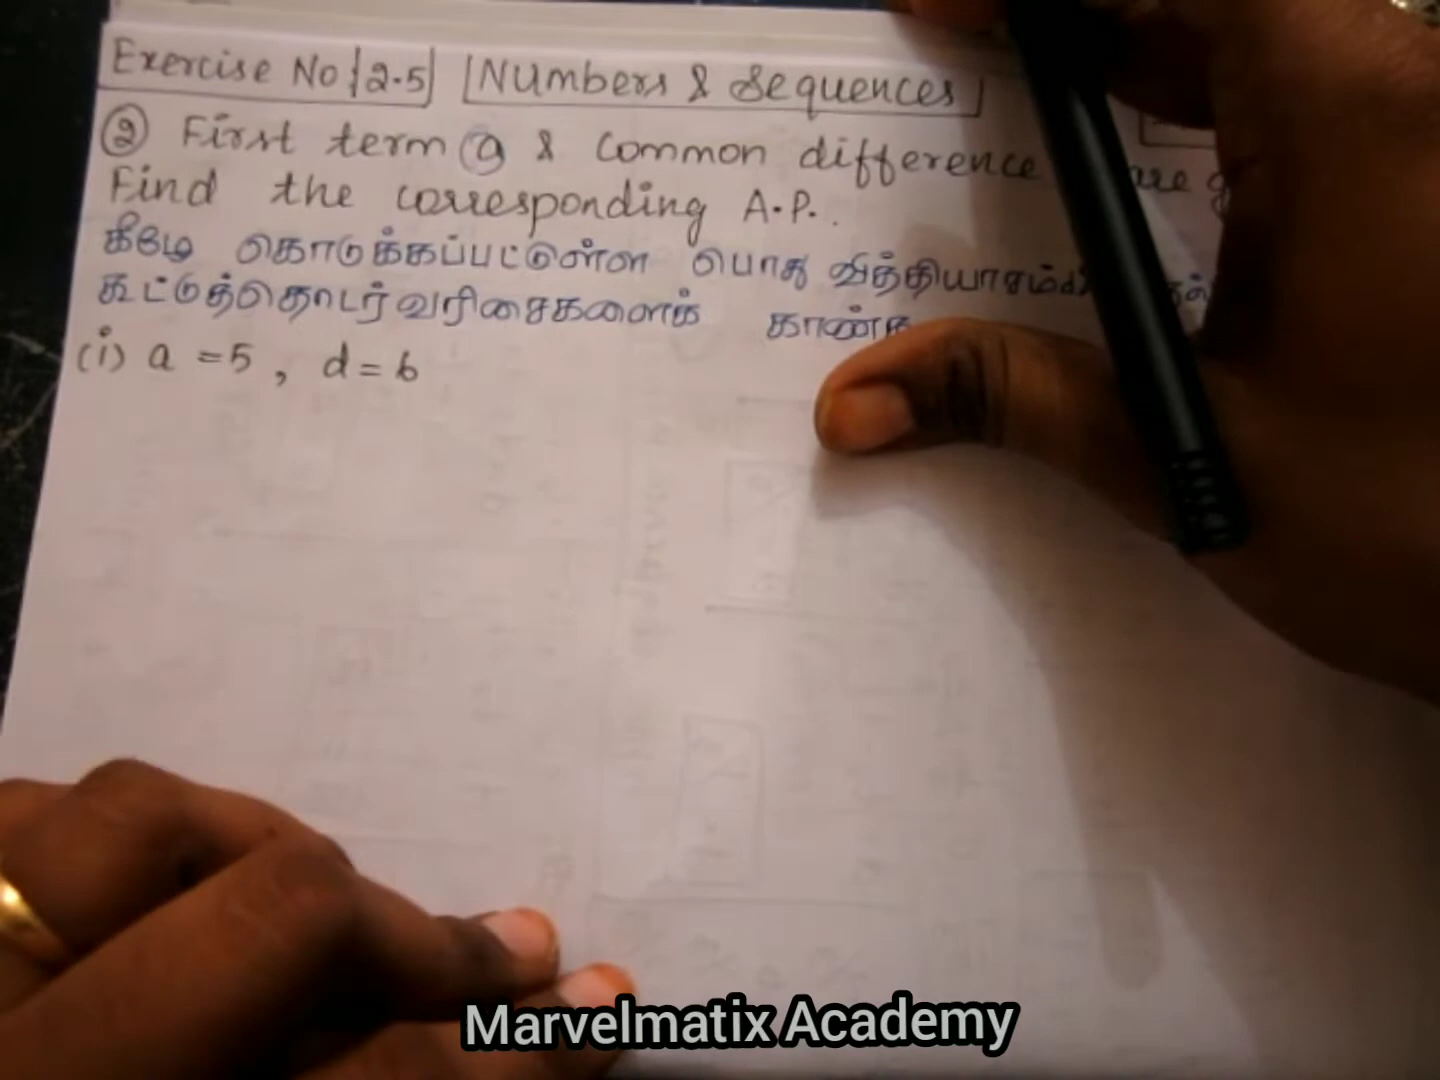 Exercise No 2.5 Numbers & Sequences
② First term a & Common difference are
Find the corresponding A.P..
கீழே கொடுக்கப்பட்டுள்ள பொது வித்தியாசம்
கூட்டுத்தொடர்வரிசைகளைக் காண்க
(i) a = 5 , d = 6
Marvelmatix Academy